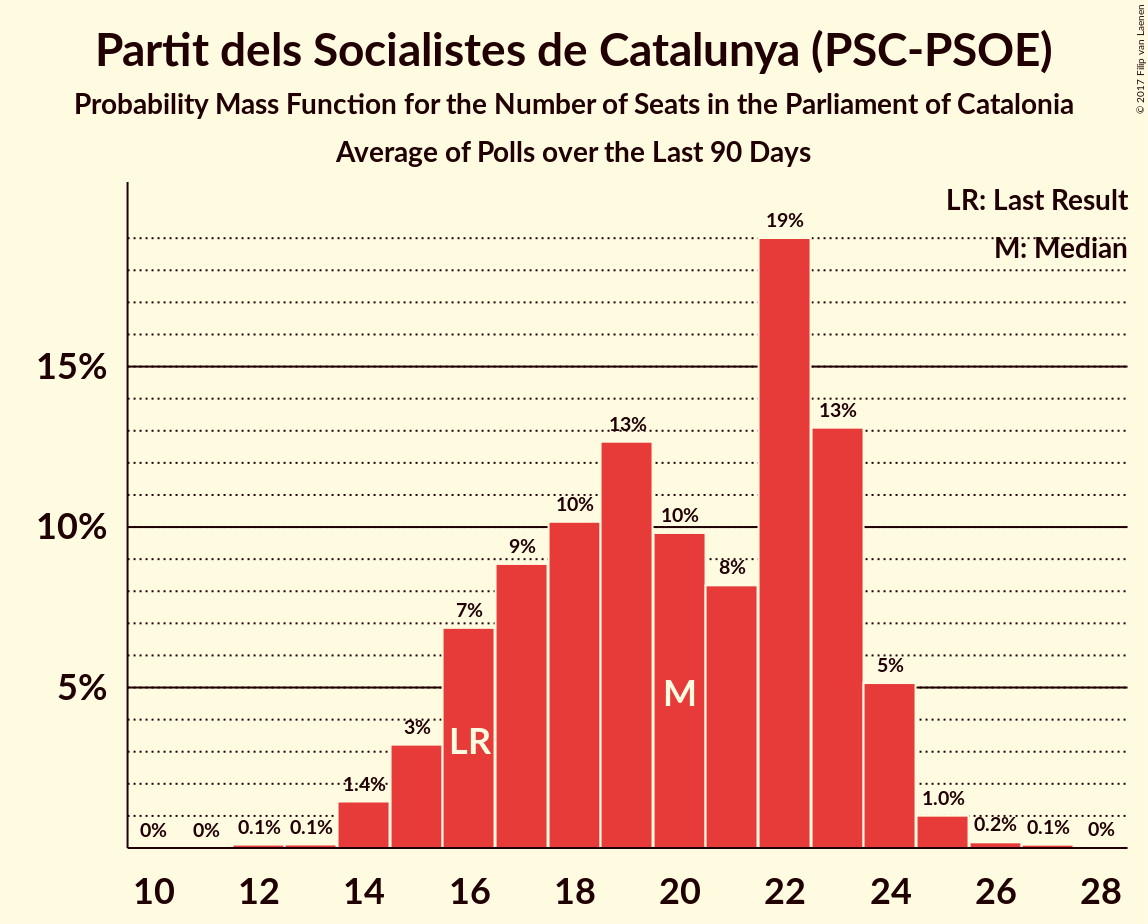 Partit dels Socialistes de Catalunya (PSC-PSOE)
Probability Mass Function for the Number of Seats in the Parliament of Catalonia
Average of Polls over the Last 90 Days
© 2017 Filip van Laenen
LR: Last Result
M: Median
15%
10%
5%
0%
0%
0.1%
0.1%
1.4%
3%
7%
9%
10%
13%
10%
8%
19%
13%
5%
1.0%
0.2%
0.1%
0%
LR
M
10 12 14 16 18 20 22 24 26 28